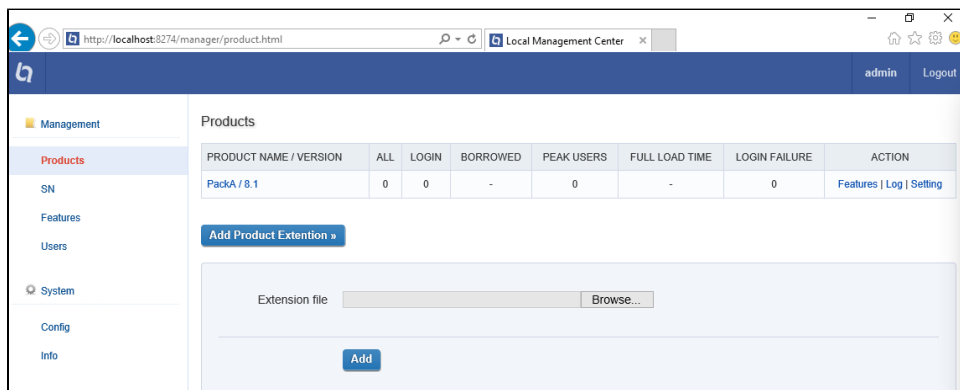 http://localhost:8274/manager/product.html
Local Management Center
admin Logout
Management
Products
SN
Features
Users
System
Config
Info
Products
PRODUCT NAME / VERSION ALL LOGIN BORROWED PEAK USERS FULL LOAD TIME LOGIN FAILURE ACTION
PackA / 8.1 0 0 - 0 - 0 Features | Log | Setting
Add Product Extention »
Extension file Browse...
Add